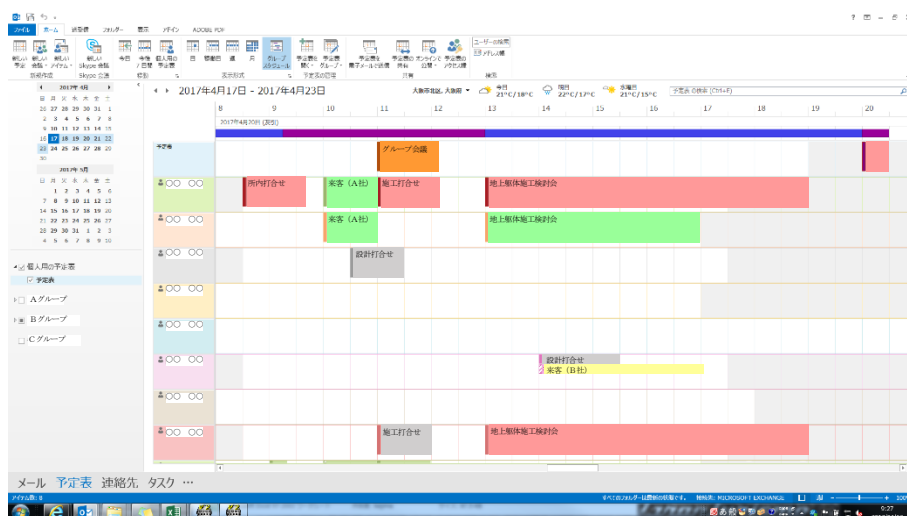 ファイル ホーム 送受信 フォルダー 表示 アドイン ADOBE PDF
新しい予定 新しい会議 新しいアイテム 新しい Skype 会議 今日 今後7日間 個人用の予定表 日 稼働日 週 月 グループスケジュール 予定表を開く 予定表グループ 予定表を電子メールで送信 予定表の共有 オンラインで公開 予定表のアクセス権 ユーザーの検索
アドレス帳
新規作成 Skype 会議 移動 表示形式 予定表の管理 共有 検索
2017年4月17日 - 2017年4月23日
大阪市北区, 大阪府
今日 21°C/18°C
明日 22°C/17°C
水曜日 21°C/15°C
予定表 の検索 (Ctrl+E)
2017年 4月
日 月 火 水 木 金 土
26 27 28 29 30 31 1
2 3 4 5 6 7 8
9 10 11 12 13 14 15
16 17 18 19 20 21 22
23 24 25 26 27 28 29
30
2017年 5月
日 月 火 水 木 金 土
1 2 3 4 5 6
7 8 9 10 11 12 13
14 15 16 17 18 19 20
21 22 23 24 25 26 27
28 29 30 31 1 2 3
4 5 6 7 8 9 10
個人用の予定表
予定表
Aグループ
Bグループ
Cグループ
8 9 10 11 12 13 14 15 16 17 18 19 20
2017年4月20日 (木曜日)
予定表 グループ会議
○○ ○○ 所内打合せ 来客（A社） 施工打合せ 地上躯体施工検討会
○○ ○○ 来客（A社） 地上躯体施工検討会
○○ ○○ 設計打合せ
○○ ○○
○○ ○○
○○ ○○ 設計打合せ
来客（B社）
○○ ○○
○○ ○○ 施工打合せ 地上躯体施工検討会
メール 予定表 連絡先 タスク ···
アイテム数: 8
すべてのフォルダーは最新の状態です。 接続先: MICROSOFT EXCHANGE 100%
9:27